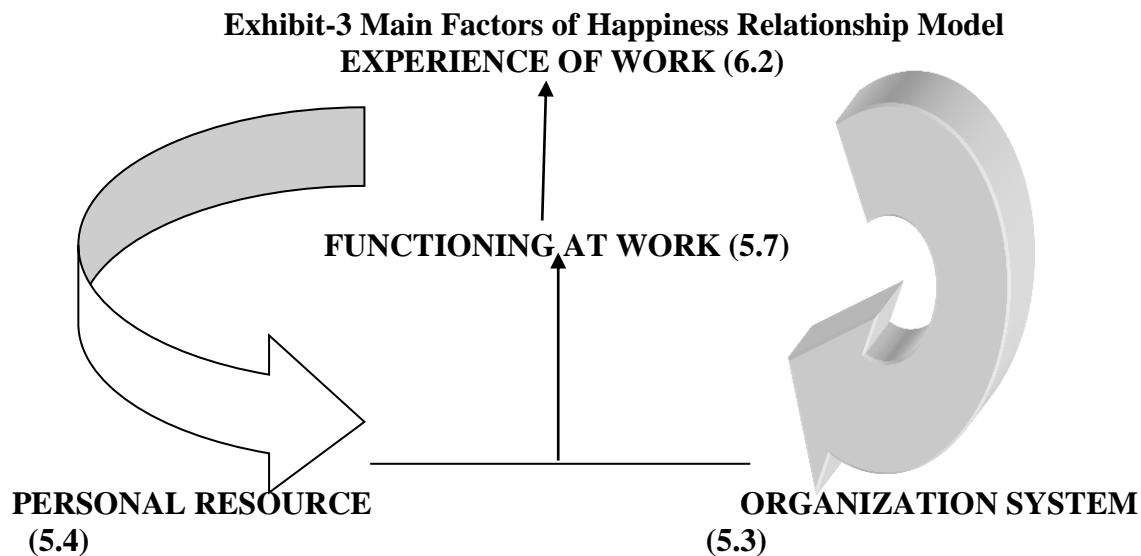 Exhibit-3 Main Factors of Happiness Relationship Model
EXPERIENCE OF WORK (6.2)
FUNCTIONING AT WORK (5.7)
PERSONAL RESOURCE ORGANIZATION SYSTEM
(5.4) (5.3)